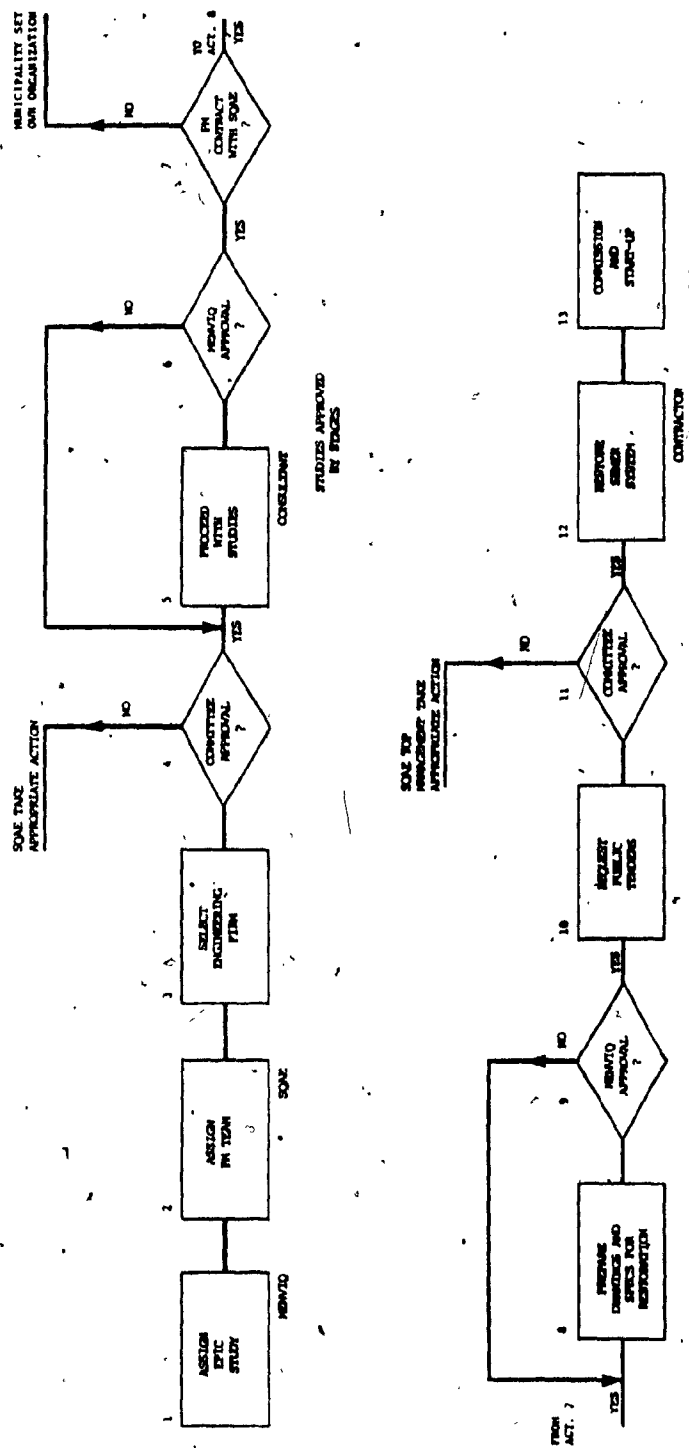 1
ASSIGN
EPIC
STUDY
MENVIQ
2
ASSIGN
PM TEAM
SQAE
3
SELECT
ENGINEERING
FIRM
4
COMMITTEE
APPROVAL
?
NO
SQAE TAKE
APPROPRIATE ACTION
YES
5
PROCEED
WITH
STUDIES
CONSULTANT
STUDIES APPROVED
BY STAGES
6
MENVIQ
APPROVAL
?
NO
YES
7
PM
CONTRACT
WITH SQAE
?
NO
MUNICIPALITY SET
OWN ORGANIZATION
TO
ACT. 8
YES
FROM
ACT. 7
YES
8
PREPARE
DRAWINGS AND
SPECS FOR
RESTORATION
9
MENVIQ
APPROVAL
?
NO
YES
10
REQUEST
PUBLIC
TENDERS
11
COMMITTEE
APPROVAL
?
NO
SQAE TOP
MANAGEMENT TAKE
APPROPRIATE ACTION
YES
12
RESTORE
SEWER
SYSTEM
CONTRACTOR
13
COMMISSION
AND
START-UP